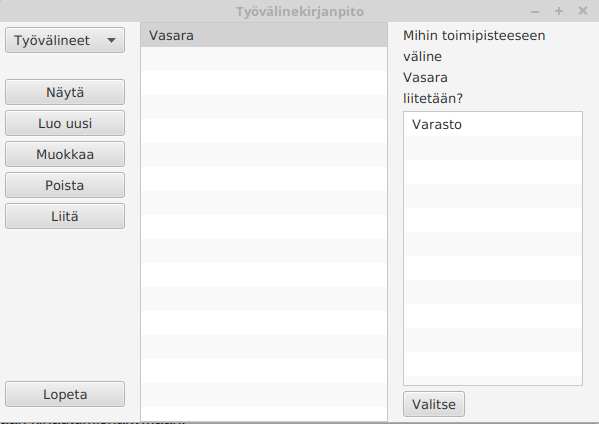 Työvälinekirjanpito
Työvälineet
Näytä
Luo uusi
Muokkaa
Poista
Liitä
Lopeta
Vasara
Mihin toimipisteeseen
väline
Vasara
liitetään?
Varasto
Valitse